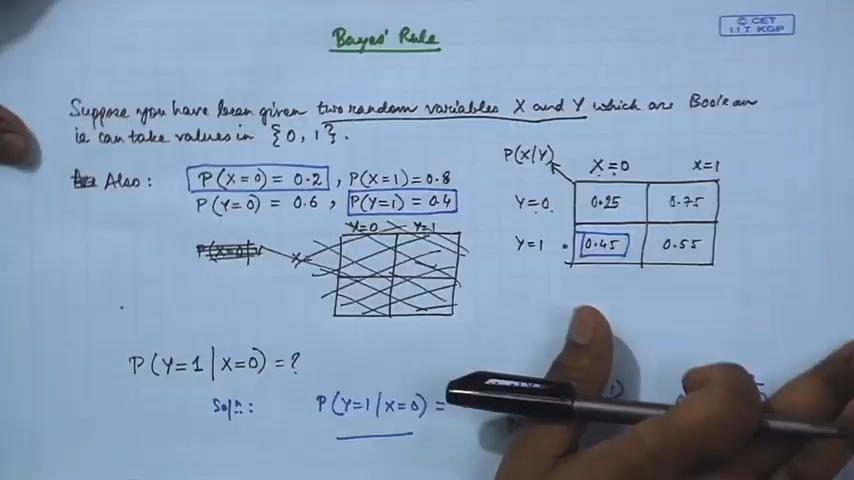 Bayes' Rule
© CET
I.I.T. KGP
Suppose you have been given two random variables X and Y which are Boolean
ie can take values in {0, 1}.
Also: P(X=0) = 0.2, P(X=1) = 0.8
P(Y=0) = 0.6, P(Y=1) = 0.4
P(X/Y) X=0 X=1
Y=0 0.25 0.75
Y=1 0.45 0.55
Y=0 Y=1
P(X=0|Y
X
P(Y=1 | X=0) = ?
Soln: P(Y=1 / X=0) =